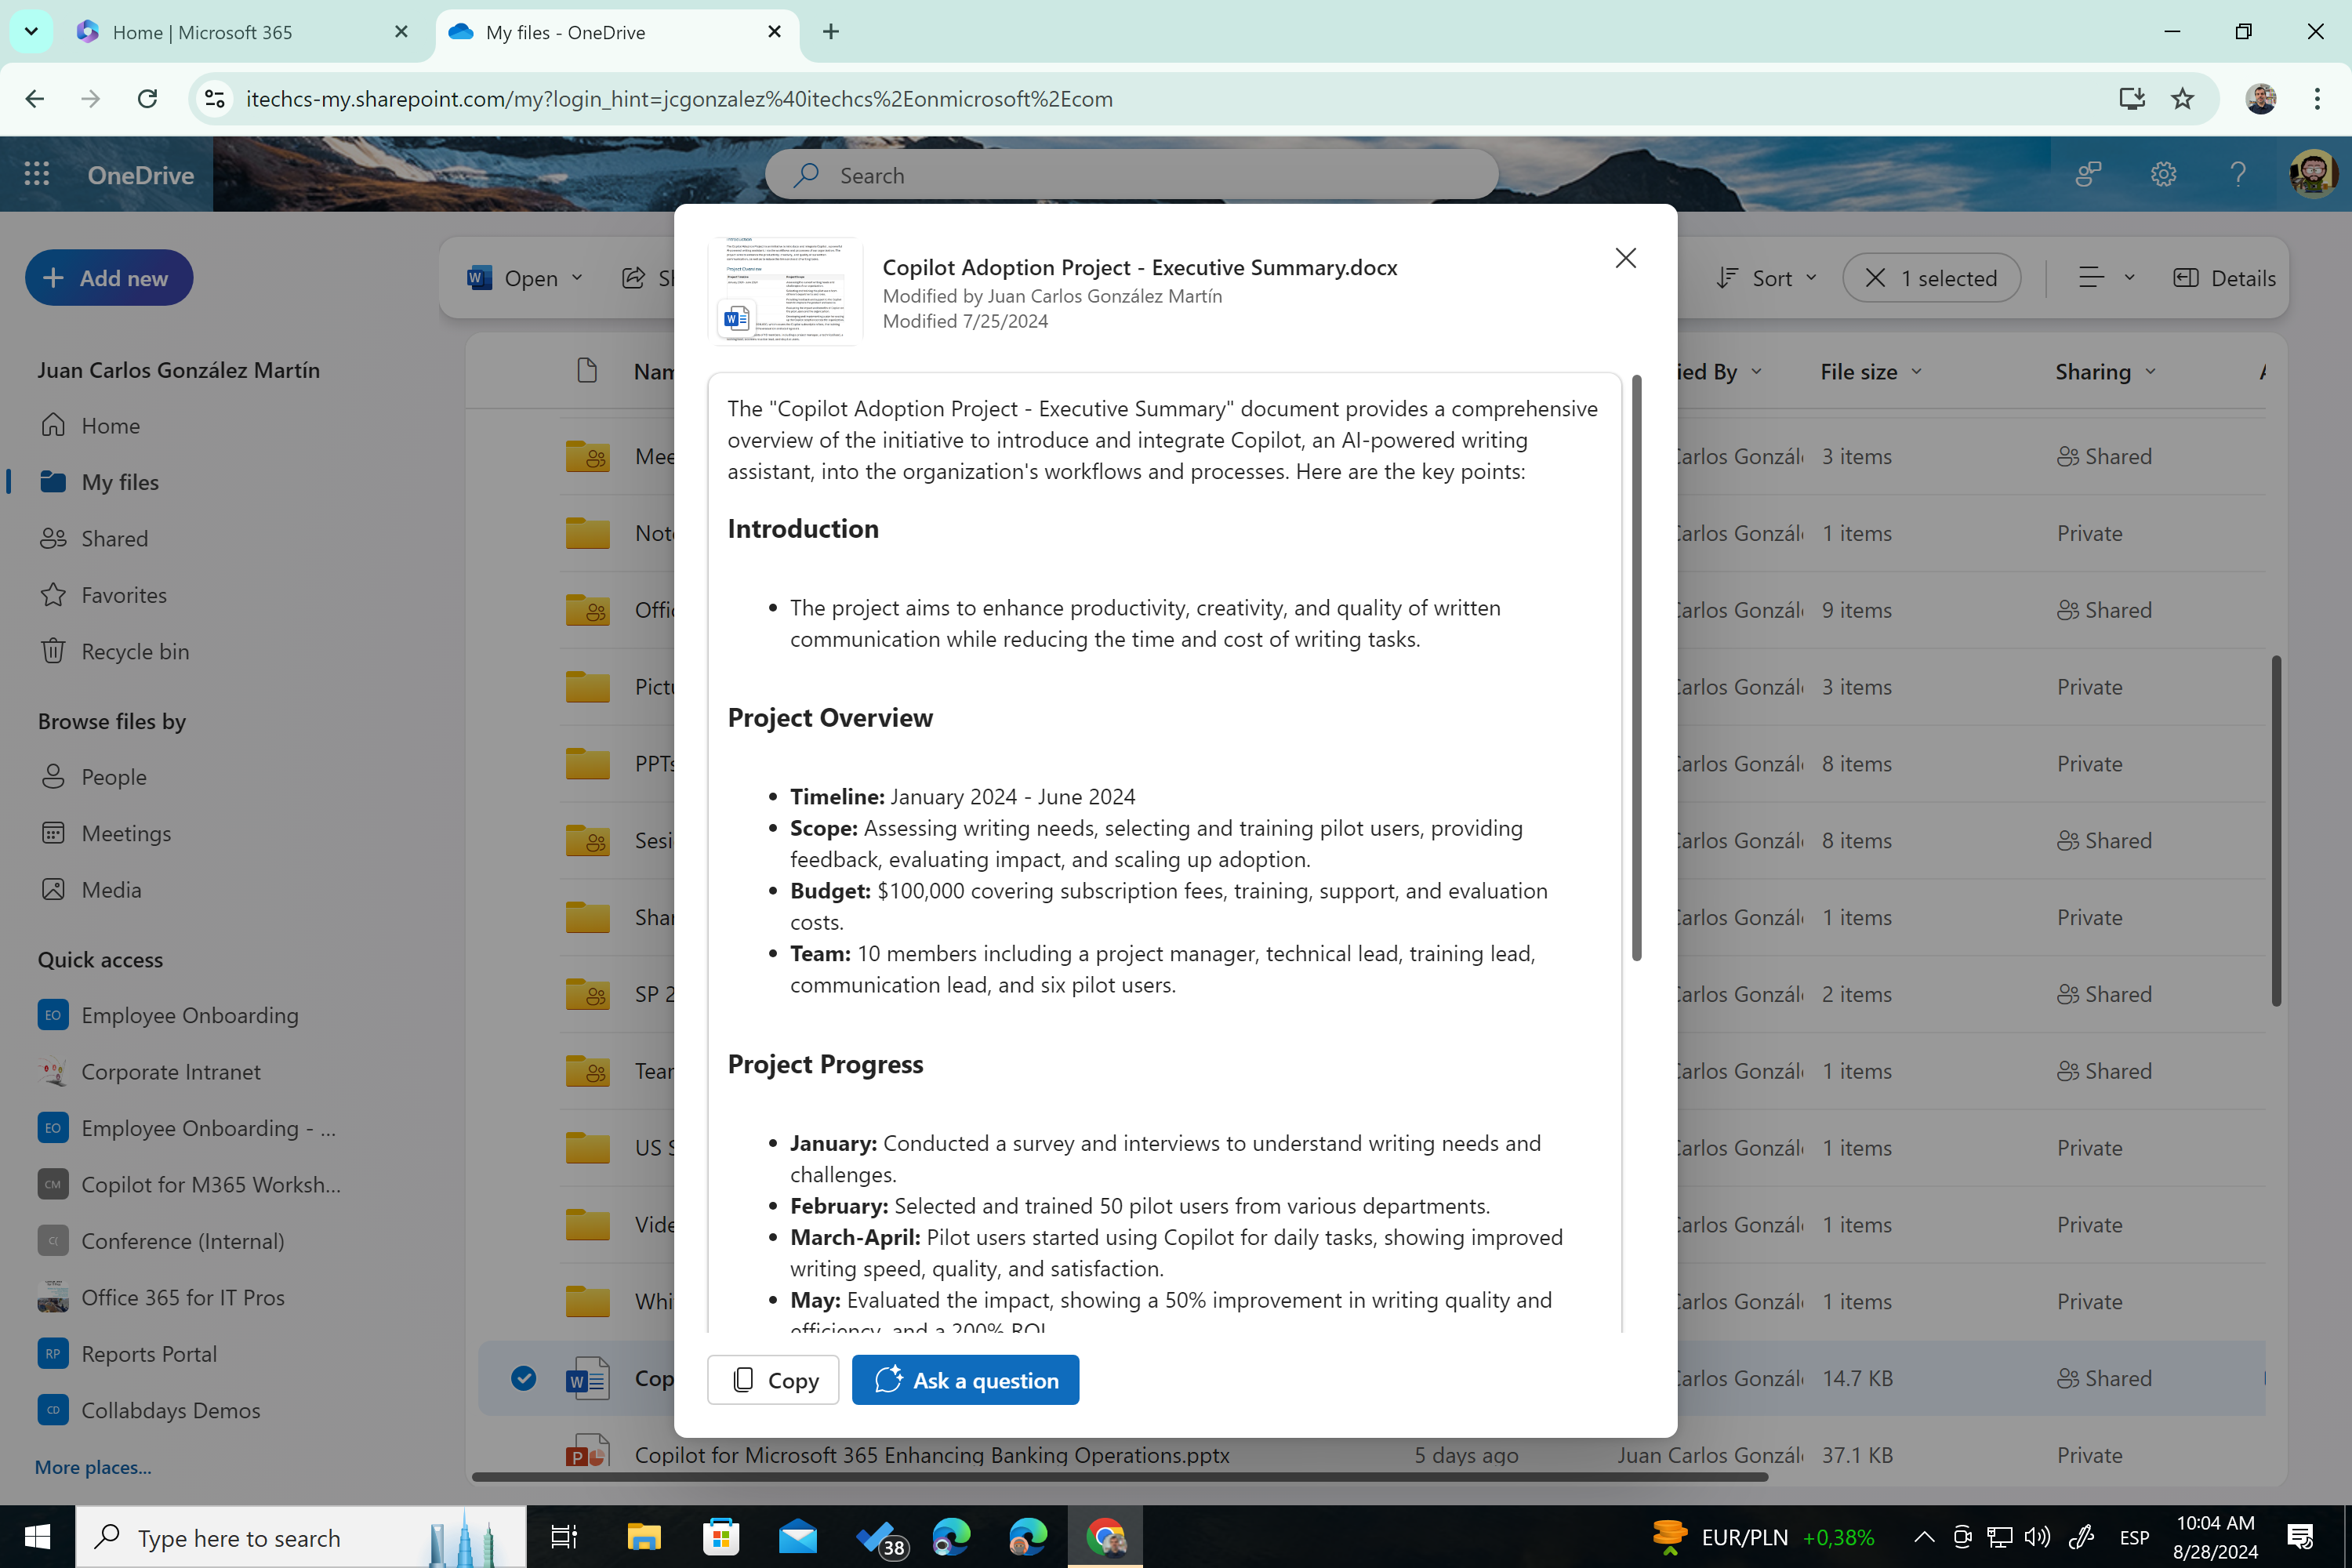 Home | Microsoft 365
My files - OneDrive
itechcs-my.sharepoint.com/my?login_hint=jcgonzalez%40itechcs%2Eonmicrosoft%2Ecom
OneDrive
Search
Add new
Open
Sort
1 selected
Details
Juan Carlos González Martín
Home
My files
Shared
Favorites
Recycle bin
Browse files by
People
Meetings
Media
Quick access
EO Employee Onboarding
Corporate Intranet
EO Employee Onboarding - ...
CM Copilot for M365 Worksh...
C( Conference (Internal)
Office 365 for IT Pros
RP Reports Portal
CD Collabdays Demos
More places...
Copilot Adoption Project - Executive Summary.docx
Modified by Juan Carlos González Martín
Modified 7/25/2024
The "Copilot Adoption Project - Executive Summary" document provides a comprehensive
overview of the initiative to introduce and integrate Copilot, an AI-powered writing
assistant, into the organization's workflows and processes. Here are the key points:
Introduction
• The project aims to enhance productivity, creativity, and quality of written
communication while reducing the time and cost of writing tasks.
Project Overview
• Timeline: January 2024 - June 2024
• Scope: Assessing writing needs, selecting and training pilot users, providing
feedback, evaluating impact, and scaling up adoption.
• Budget: $100,000 covering subscription fees, training, support, and evaluation
costs.
• Team: 10 members including a project manager, technical lead, training lead,
communication lead, and six pilot users.
Project Progress
• January: Conducted a survey and interviews to understand writing needs and
challenges.
• February: Selected and trained 50 pilot users from various departments.
• March-April: Pilot users started using Copilot for daily tasks, showing improved
writing speed, quality, and satisfaction.
• May: Evaluated the impact, showing a 50% improvement in writing quality and
efficiency, and a 200% ROI
Copy
Ask a question
File size
Sharing
3 items Shared
1 items Private
9 items Shared
3 items Private
8 items Private
8 items Shared
1 items Private
SP 2
2 items Shared
1 items Shared
US S
1 items Private
1 items Private
1 items Private
14.7 KB Shared
Copilot for Microsoft 365 Enhancing Banking Operations.pptx 5 days ago Juan Carlos Gonzál 37.1 KB Private
Type here to search
38
EUR/PLN +0,38%
ESP
10:04 AM
8/28/2024